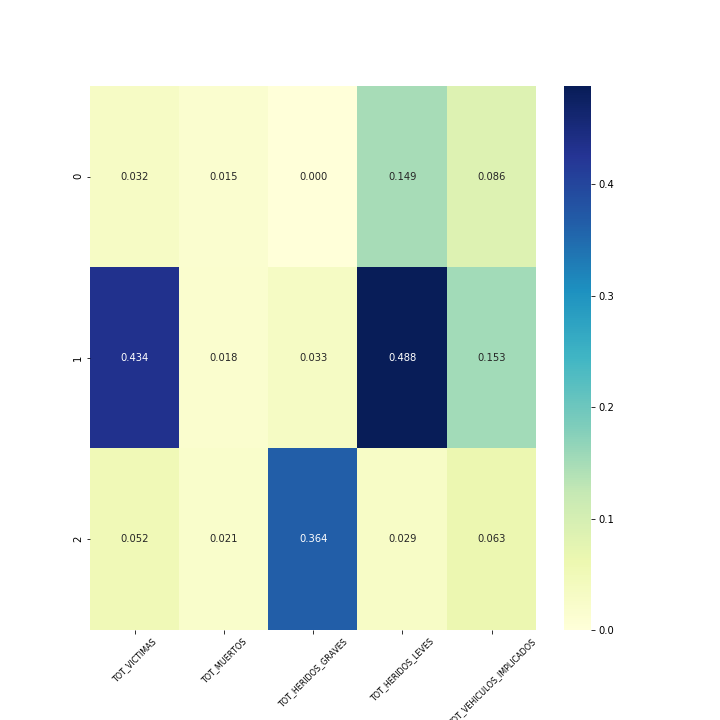 0 0.032 0.015 0.000 0.149 0.086
1 0.434 0.018 0.033 0.488 0.153
2 0.052 0.021 0.364 0.029 0.063
TOT_VICTIMAS
TOT_MUERTOS
TOT_HERIDOS_GRAVES
TOT_HERIDOS_LEVES
OT_VEHICULOS_IMPLICADOS
0.4
0.3
0.2
0.1
0.0